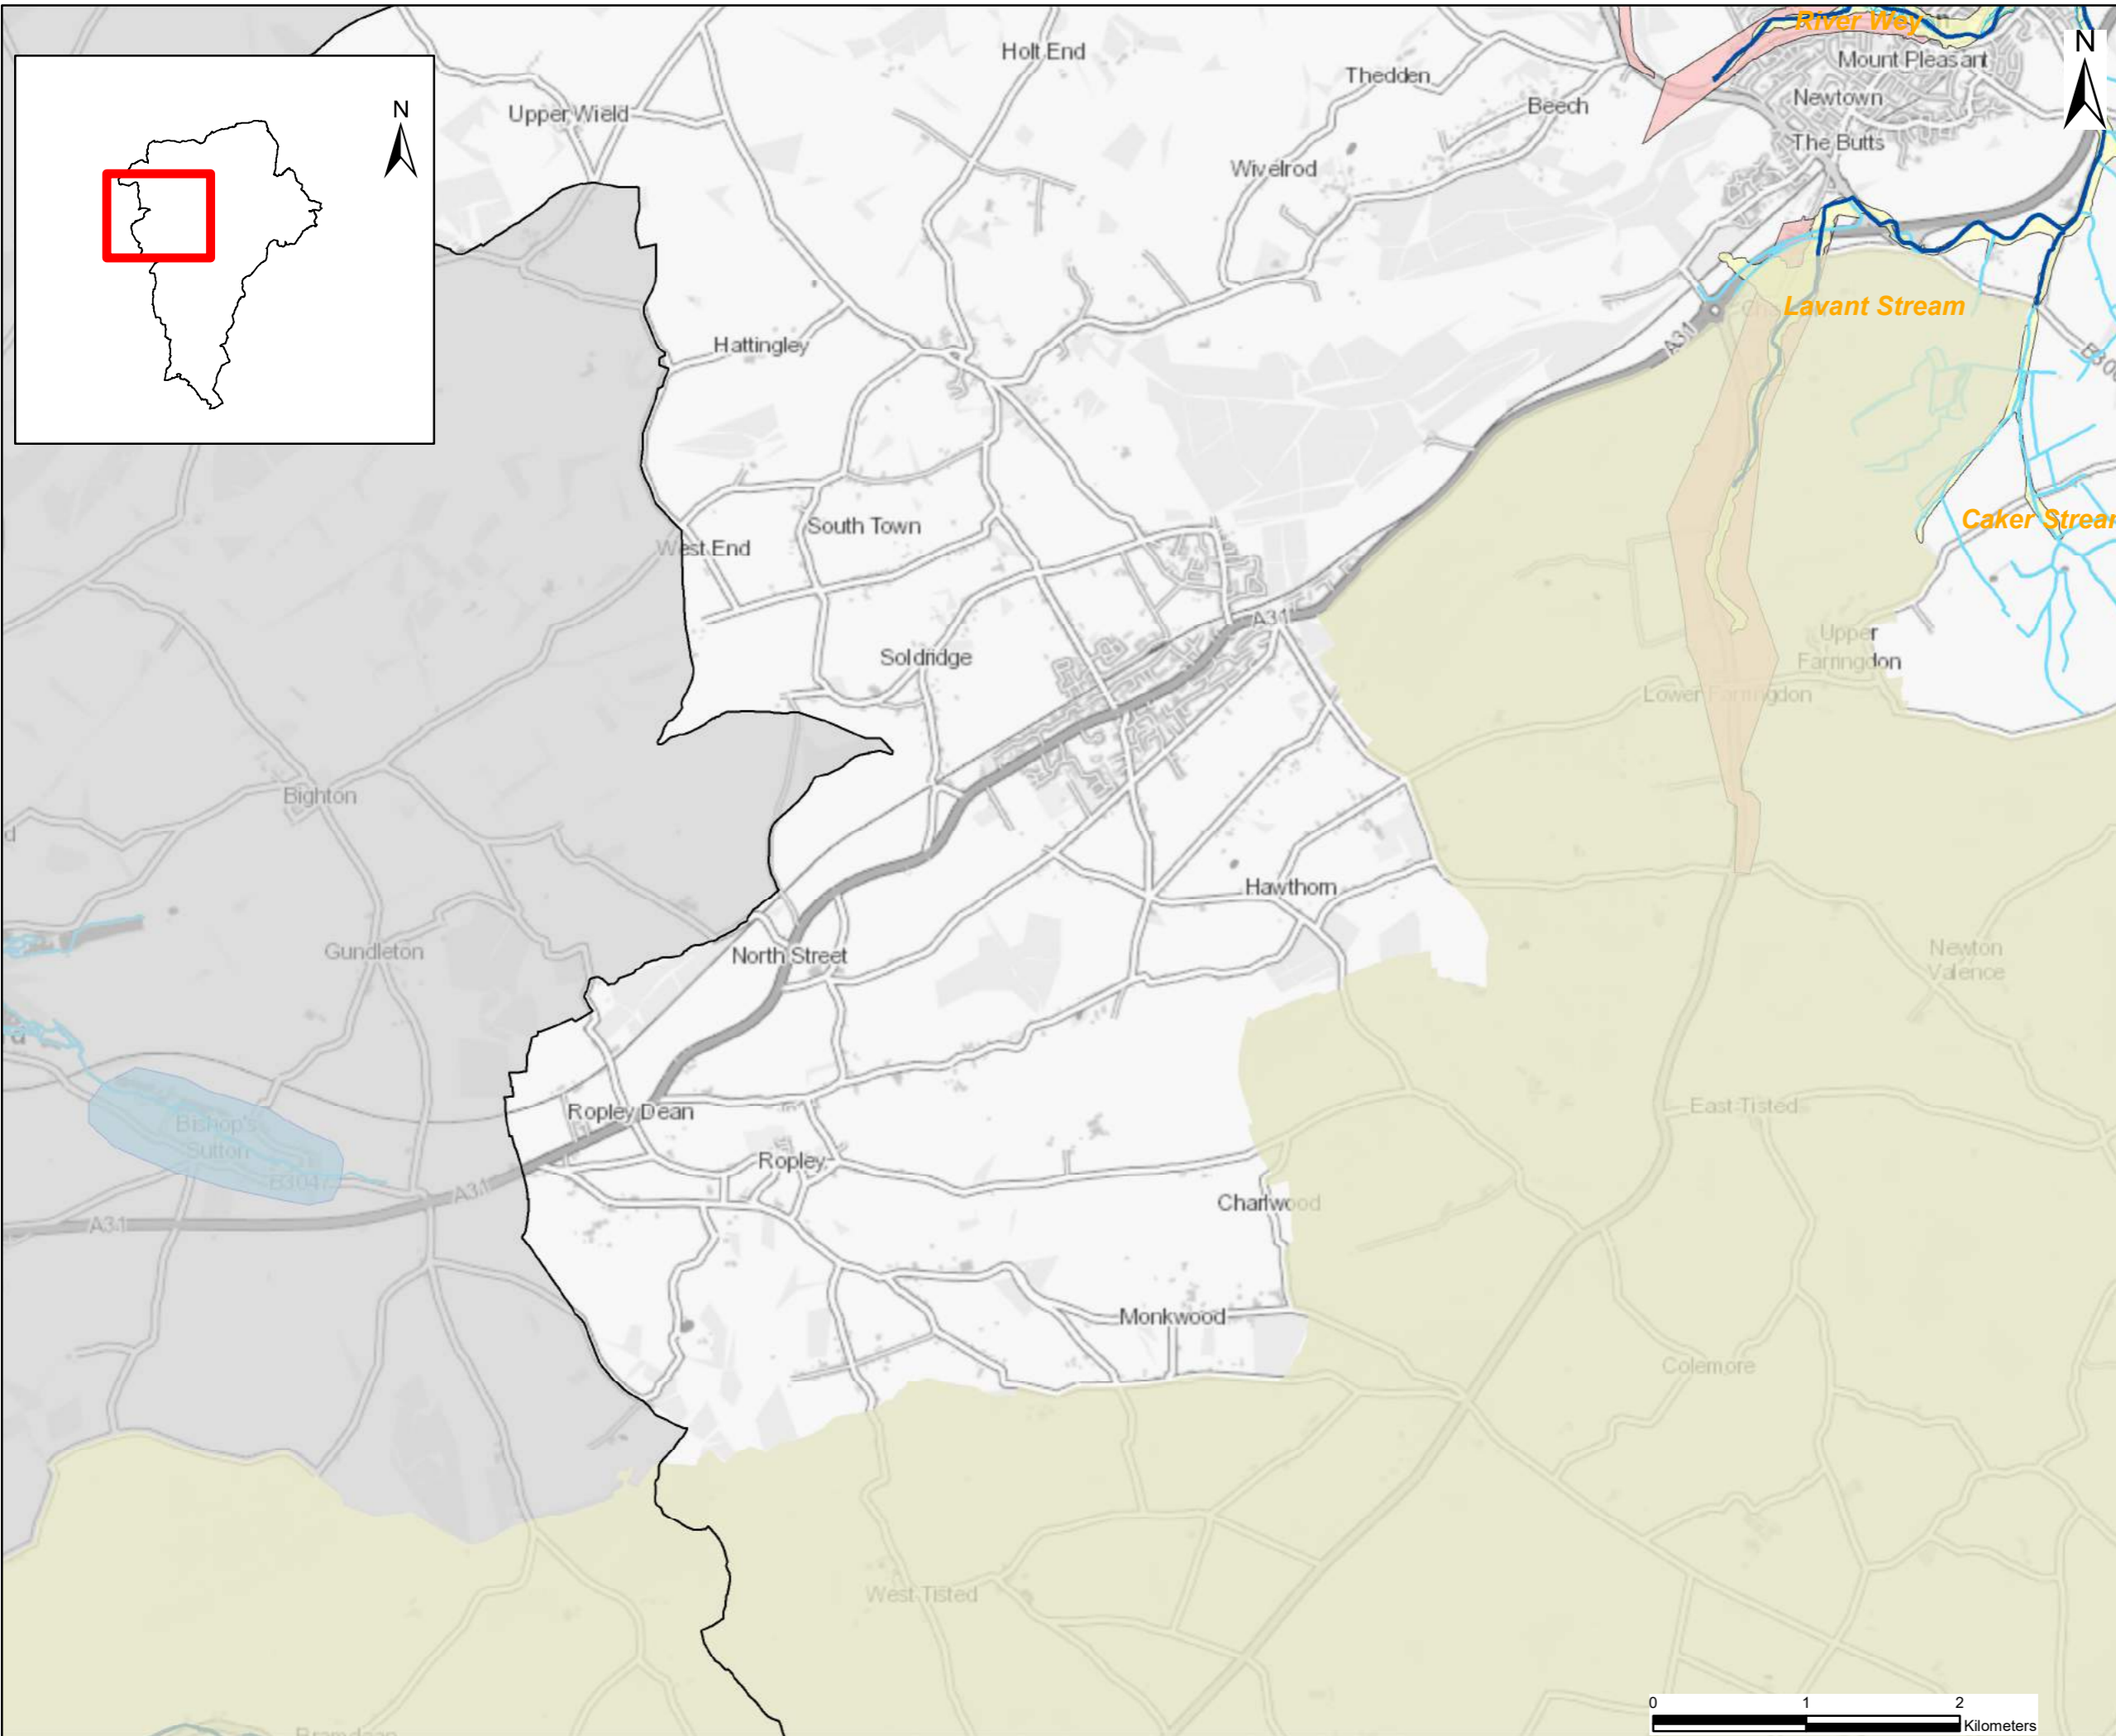 River Wey
N
Mount Pleasant
Holt End
Thedden
Newtown
Beech
Upper Wield
N
The Butts
Wivelrod
Lavant Stream
A31
Hattingley
South Town
West End
A31
Upper
Farringdon
Soldridge
Lower Farringdon
Bighton
Hawthorn
Gundleton
North Street
Newton
Valence
Ropley Dean
East Tisted
Bishop's
Sutton
Ropley
B3047
A31
A31
Charlwood
Monkwood
Colemore
West Tisted
Bramdean
0 1 2
Kilometers